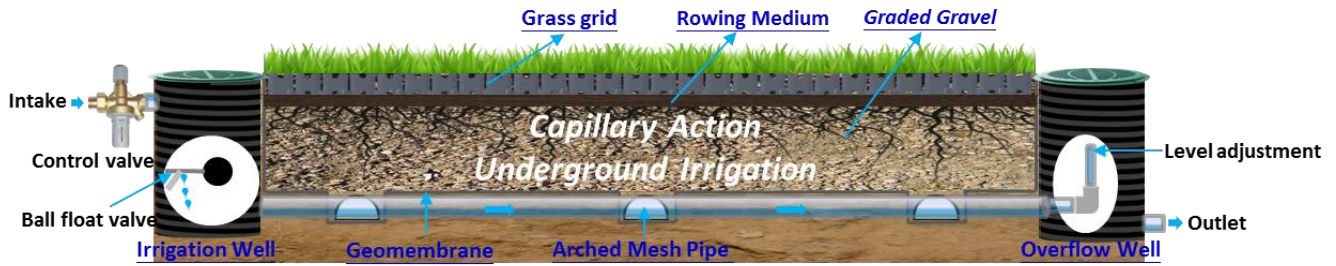 Grass grid
Rowing Medium
Graded Gravel
Intake
Capillary Action
Underground Irrigation
Control valve
Level adjustment
Ball float valve
Outlet
Irrigation Well
Geomembrane
Arched Mesh Pipe
Overflow Well